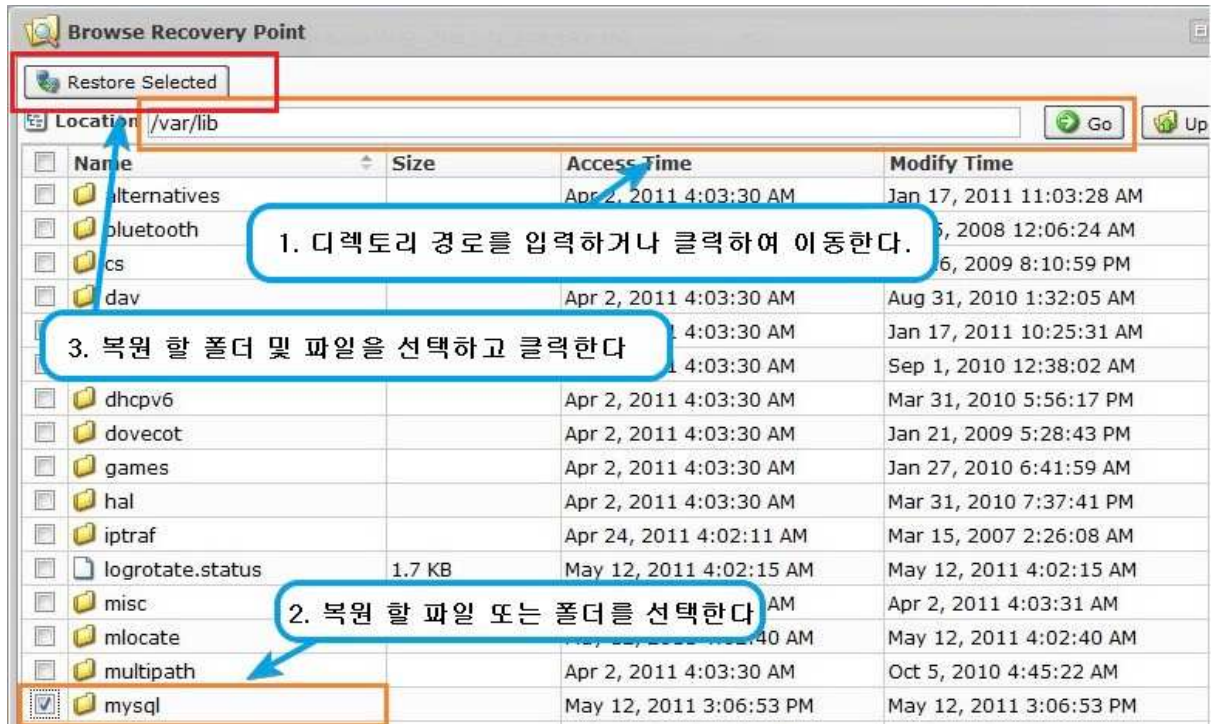 Browse Recovery Point
Restore Selected
Location /var/lib Go Up
Name Size Access Time Modify Time
alternatives Apr 2, 2011 4:03:30 AM Jan 17, 2011 11:03:28 AM
bluetooth 2008 12:06:24 AM
1. 디렉토리 경로를 입력하거나 클릭하여 이동한다.
cs 2009 8:10:59 PM
dav Apr 2, 2011 4:03:30 AM Aug 31, 2010 1:32:05 AM
4:03:30 AM Jan 17, 2011 10:25:31 AM
3. 복원 할 폴더 및 파일을 선택하고 클릭한다
4:03:30 AM Sep 1, 2010 12:38:02 AM
dhcpv6 Apr 2, 2011 4:03:30 AM Mar 31, 2010 5:56:17 PM
dovecot Apr 2, 2011 4:03:30 AM Jan 21, 2009 5:28:43 PM
games Apr 2, 2011 4:03:30 AM Jan 27, 2010 6:41:59 AM
hal Apr 2, 2011 4:03:30 AM Mar 31, 2010 7:37:41 PM
iptraf Apr 24, 2011 4:02:11 AM Mar 15, 2007 2:26:08 AM
logrotate.status 1.7 KB May 12, 2011 4:02:15 AM May 12, 2011 4:02:15 AM
misc AM Apr 2, 2011 4:03:31 AM
2. 복원 할 파일 또는 폴더를 선택한다
mlocate AM May 12, 2011 4:02:40 AM
multipath Apr 2, 2011 4:03:30 AM Oct 5, 2010 4:45:22 AM
mysql May 12, 2011 3:06:53 PM May 12, 2011 3:06:53 PM